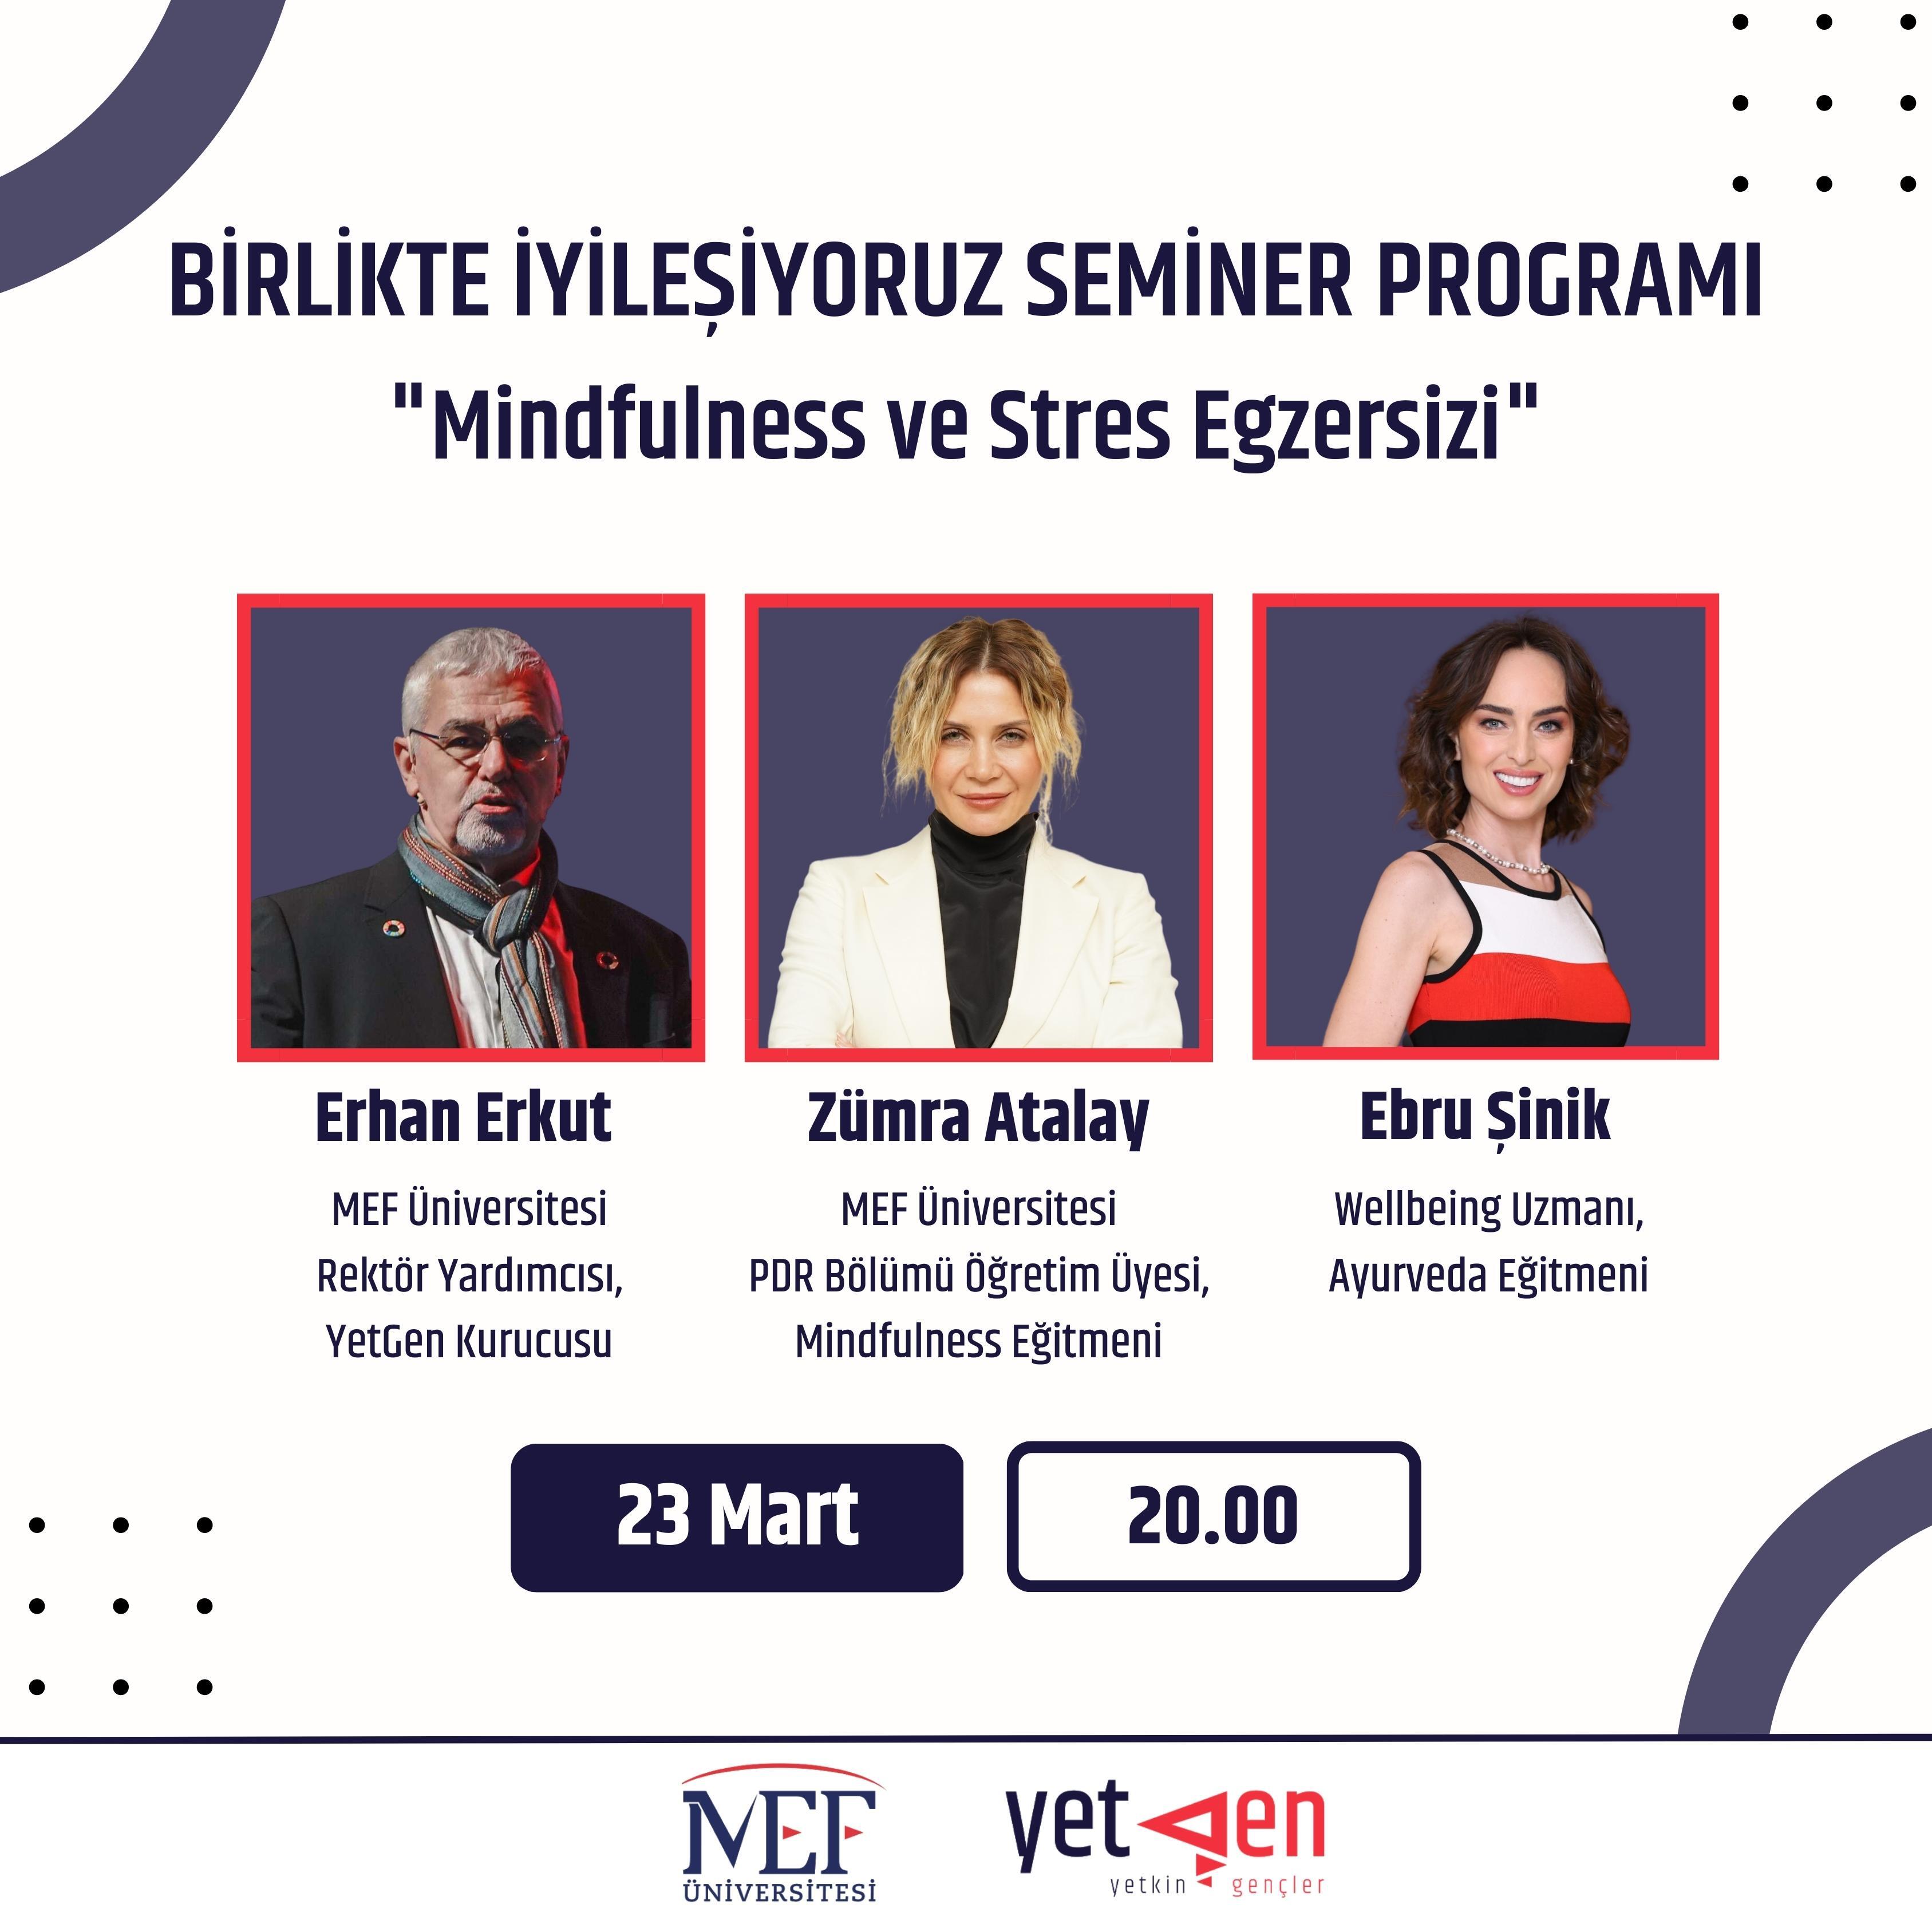 BİRLİKTE İYİLEŞİYORUZ SEMİNER PROGRAMI
"Mindfulness ve Stres Egzersizi"
Erhan Erkut
MEF Üniversitesi
Rektör Yardımcısı,
YetGen Kurucusu
Zümra Atalay
MEF Üniversitesi
PDR Bölümü Öğretim Üyesi,
Mindfulness Eğitmeni
Ebru Şinik
Wellbeing Uzmanı,
Ayurveda Eğitmeni
23 Mart
20.00
MEF
ÜNİVERSİTESİ
yetgen
yetkin gençler